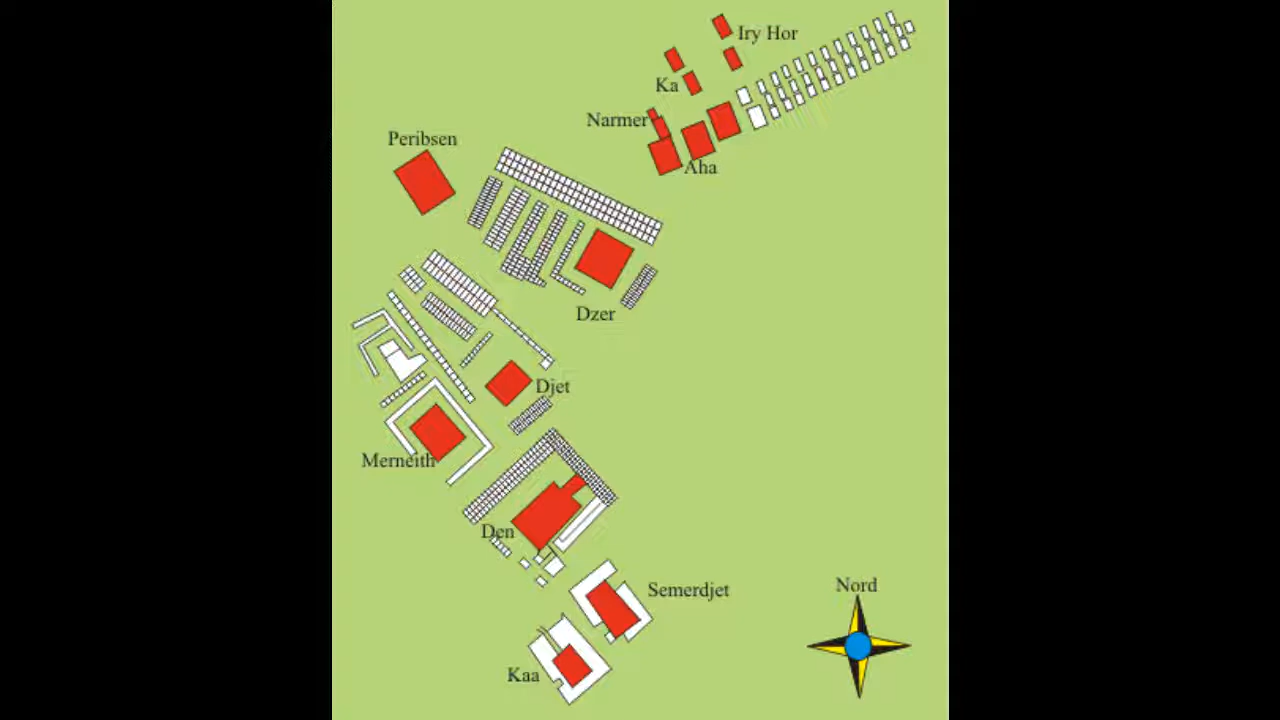 Iry Hor
Ka
Narmer
Peribsen
Aha
Dzer
Djet
Merneith
Den
Nord
Semerdjet
Kaa